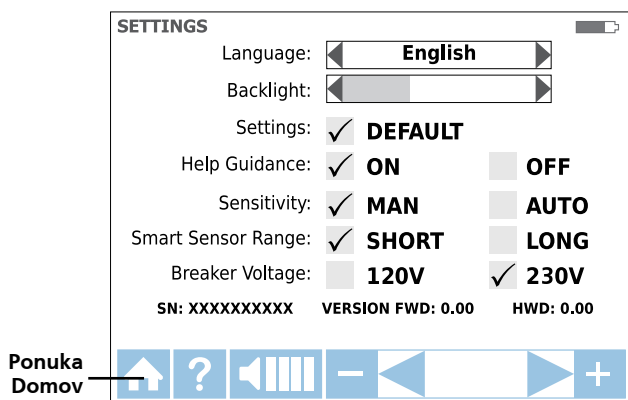 SETTINGS
Language: English
Backlight:
Settings: DEFAULT
Help Guidance: ON OFF
Sensitivity: MAN AUTO
Smart Sensor Range: SHORT LONG
Breaker Voltage: 120V 230V
SN: XXXXXXXXXX VERSION FWD: 0.00 HWD: 0.00
Ponuka
Domov
? − +